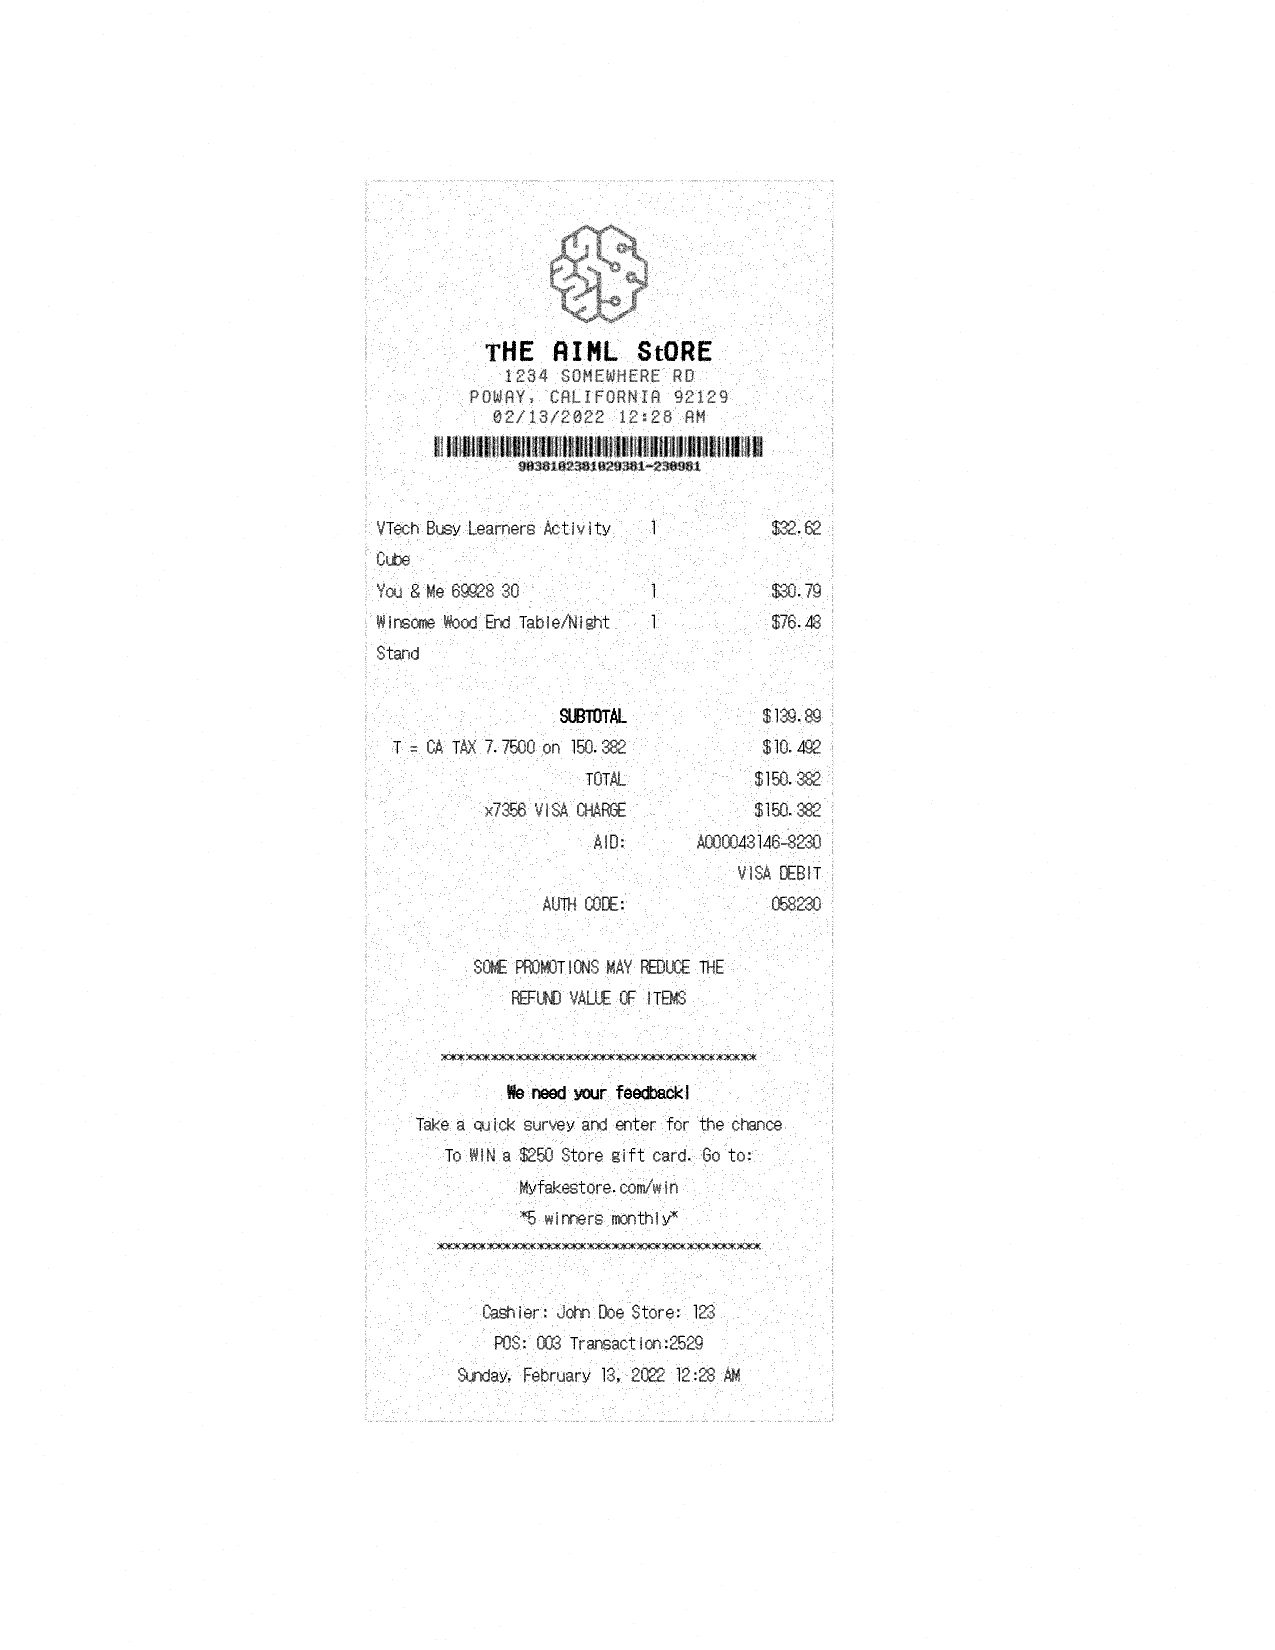 THE AIML StORE
1234 SOMEWHERE RD
POWAY, CALIFORNIA 92129
02/13/2022 12:28 AM
9038102381029381-230981
VTech Busy Learners Activity 1 $32.62
Cube
You & Me 69928 30 1 $30.79
Winsome Wood End Table/Night 1 $76.48
Stand
SUBTOTAL $139.89
T = CA TAX 7.7500 on 150.382 $10.492
TOTAL $150.382
x7356 VISA CHARGE $150.382
AID: A000043146-8230
VISA DEBIT
AUTH CODE: 058230
SOME PROMOTIONS MAY REDUCE THE
REFUND VALUE OF ITEMS
**************************************
We need your feedback!
Take a quick survey and enter for the chance
To WIN a $250 Store gift card. Go to:
Myfakestore.com/win
*5 winners monthly*
***************************************
Cashier: John Doe Store: 123
POS: 003 Transaction:2529
Sunday, February 13, 2022 12:28 AM